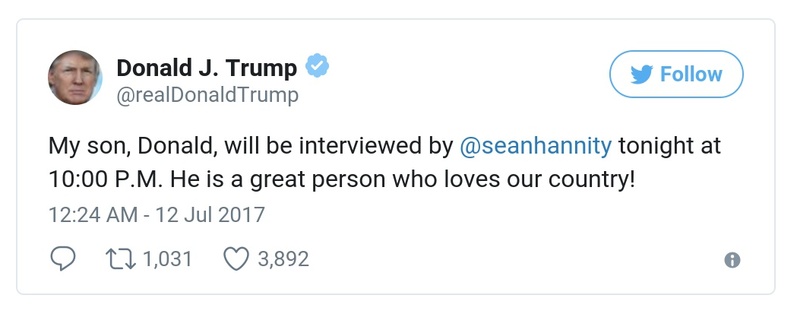 Donald J. Trump
@realDonaldTrump
Follow
My son, Donald, will be interviewed by @seanhannity tonight at
10:00 P.M. He is a great person who loves our country!
12:24 AM - 12 Jul 2017
1,031 3,892